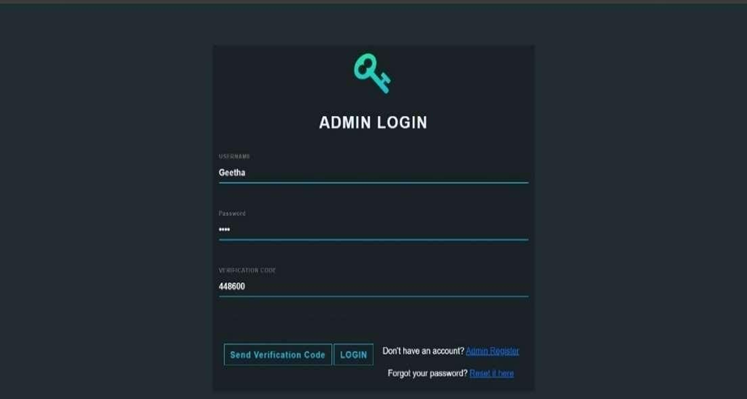 ADMIN LOGIN
USERNAME
Geetha
Password
••••
VERIFICATION CODE
448600
Send Verification Code
LOGIN
Don't have an account? Admin Register
Forgot your password? Reset it here